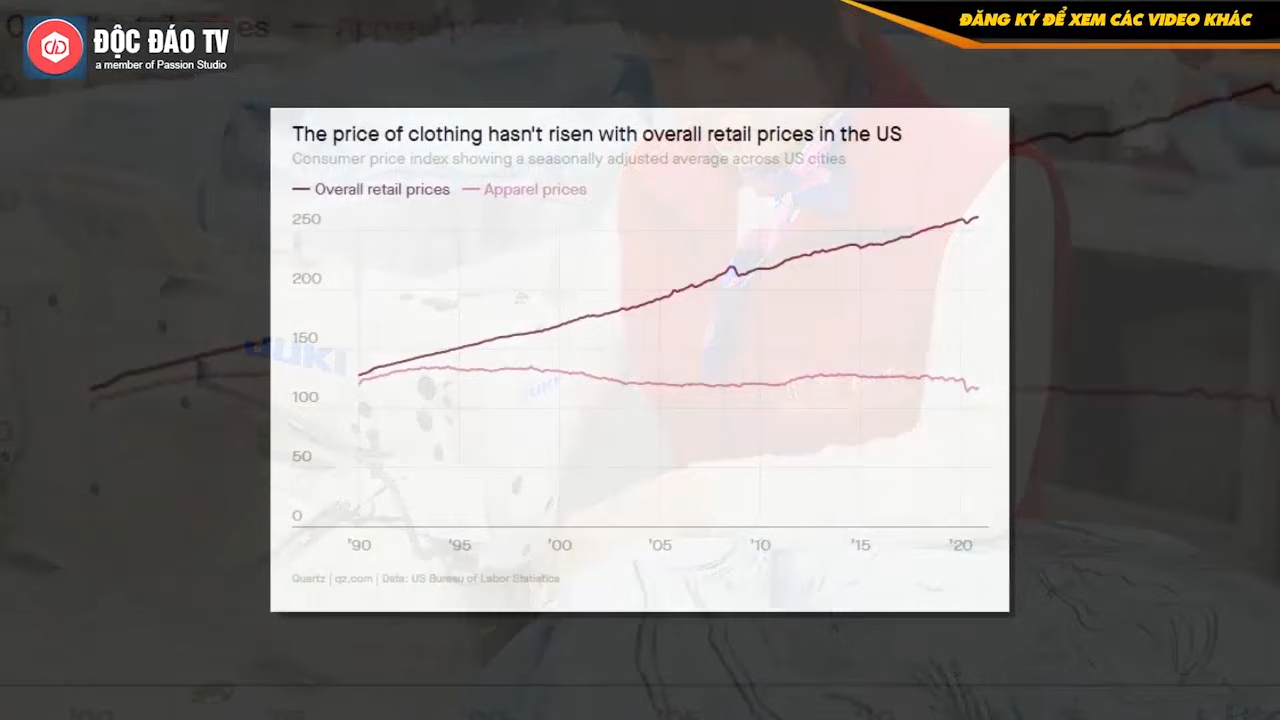 ĐỘC ĐÁO TV
a member of Passion Studio
ĐĂNG KÝ ĐỂ XEM CÁC VIDEO KHÁC
The price of clothing hasn't risen with overall retail prices in the US
Consumer price index showing a seasonally adjusted average across US cities
Overall retail prices Apparel prices
250
200
150
100
50
0
'90 '95 '00 '05 '10 '15 '20
Quartz | qz.com | Data: US Bureau of Labor Statistics